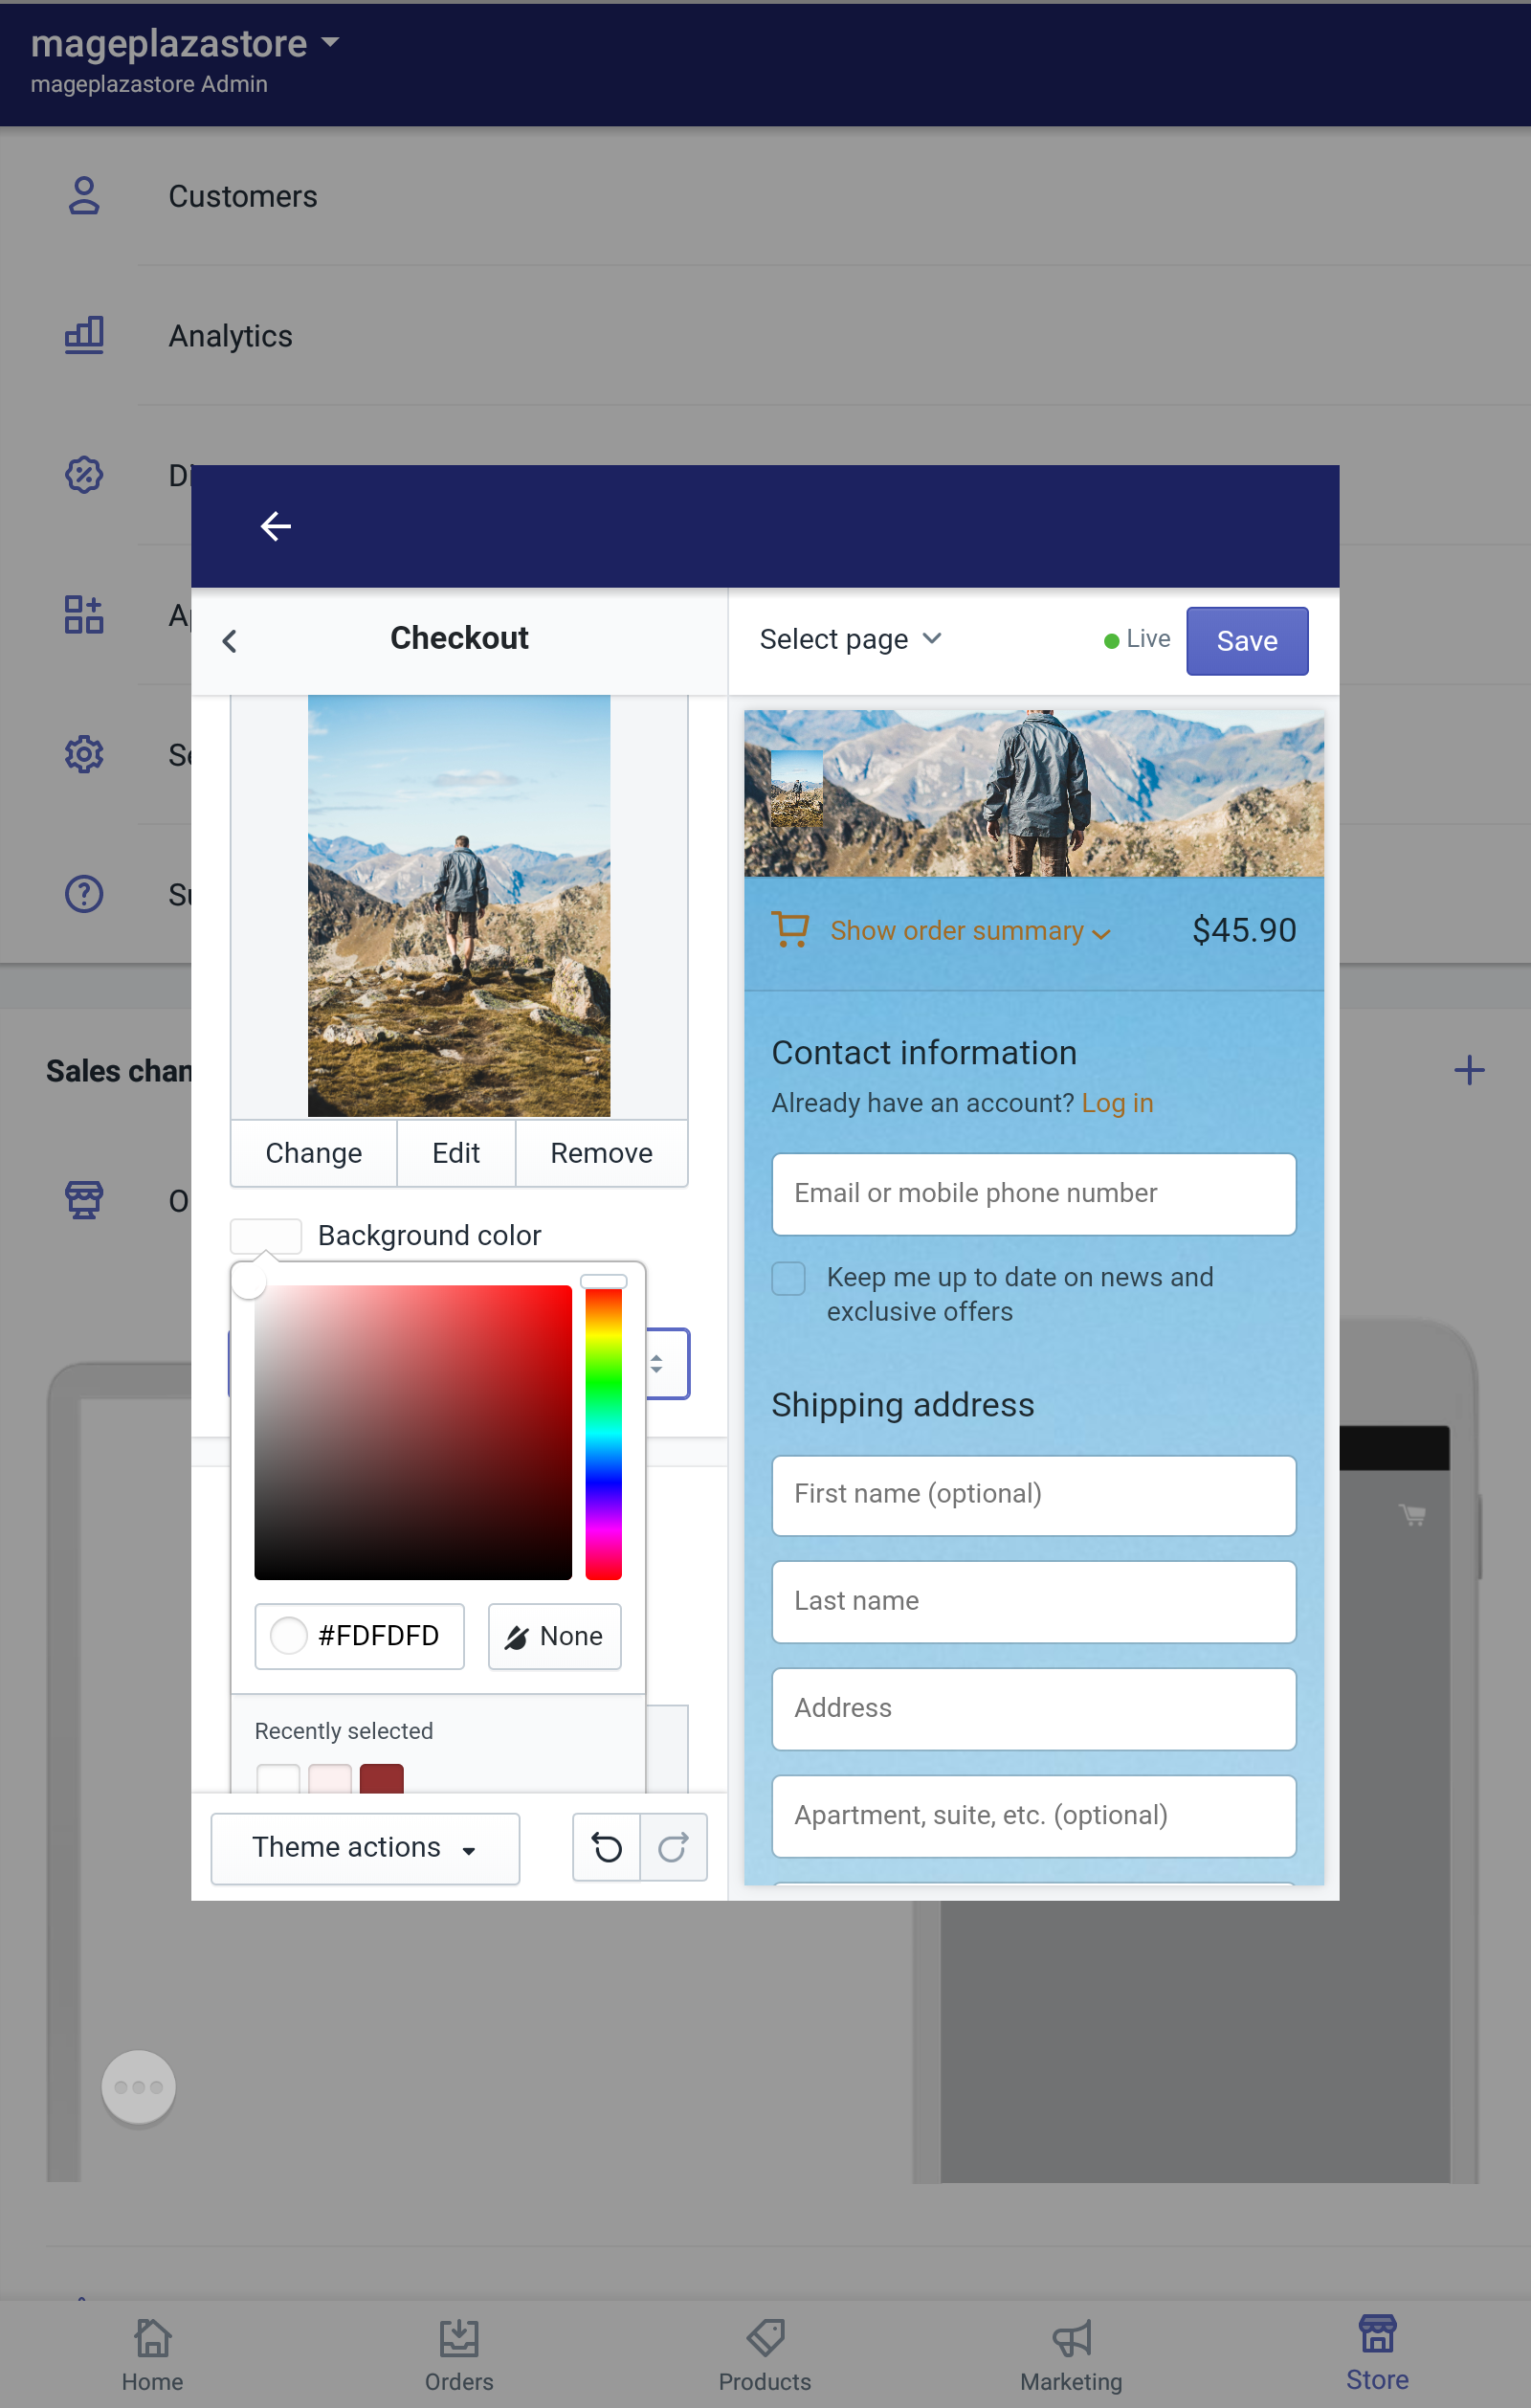 mageplazastore
mageplazastore Admin
Customers
Analytics
Checkout
Select page
Live
Save
Show order summary
$45.90
Contact information
Already have an account? Log in
Sales chan
Change
Edit
Remove
Email or mobile phone number
Background color
Keep me up to date on news and
exclusive offers
Shipping address
First name (optional)
Last name
#FDFDFD
None
Address
Recently selected
Apartment, suite, etc. (optional)
Theme actions
Home
Orders
Products
Marketing
Store